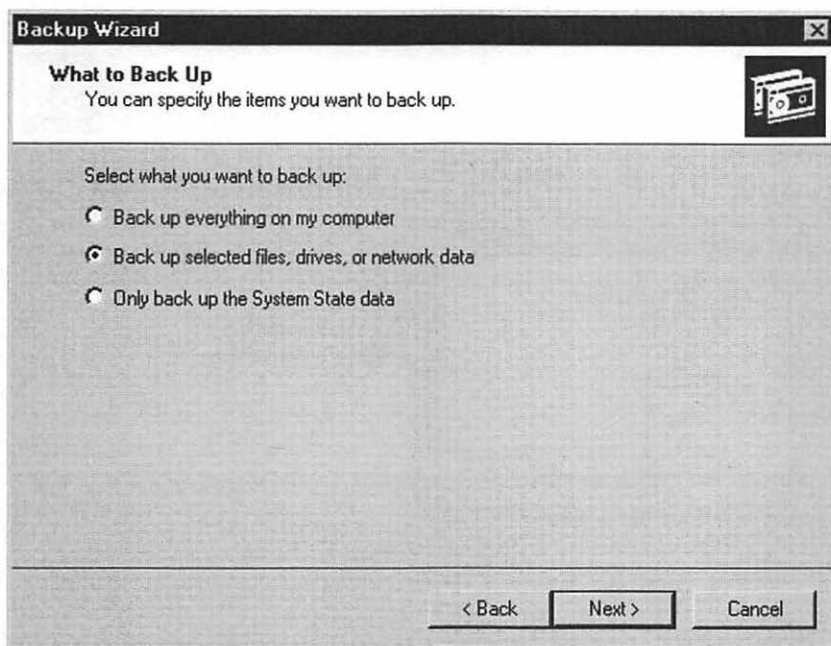 Backup Wizard
What to Back Up
You can specify the items you want to back up.
Select what you want to back up:
Back up everything on my computer
Back up selected files, drives, or network data
Only back up the System State data
< Back
Next >
Cancel